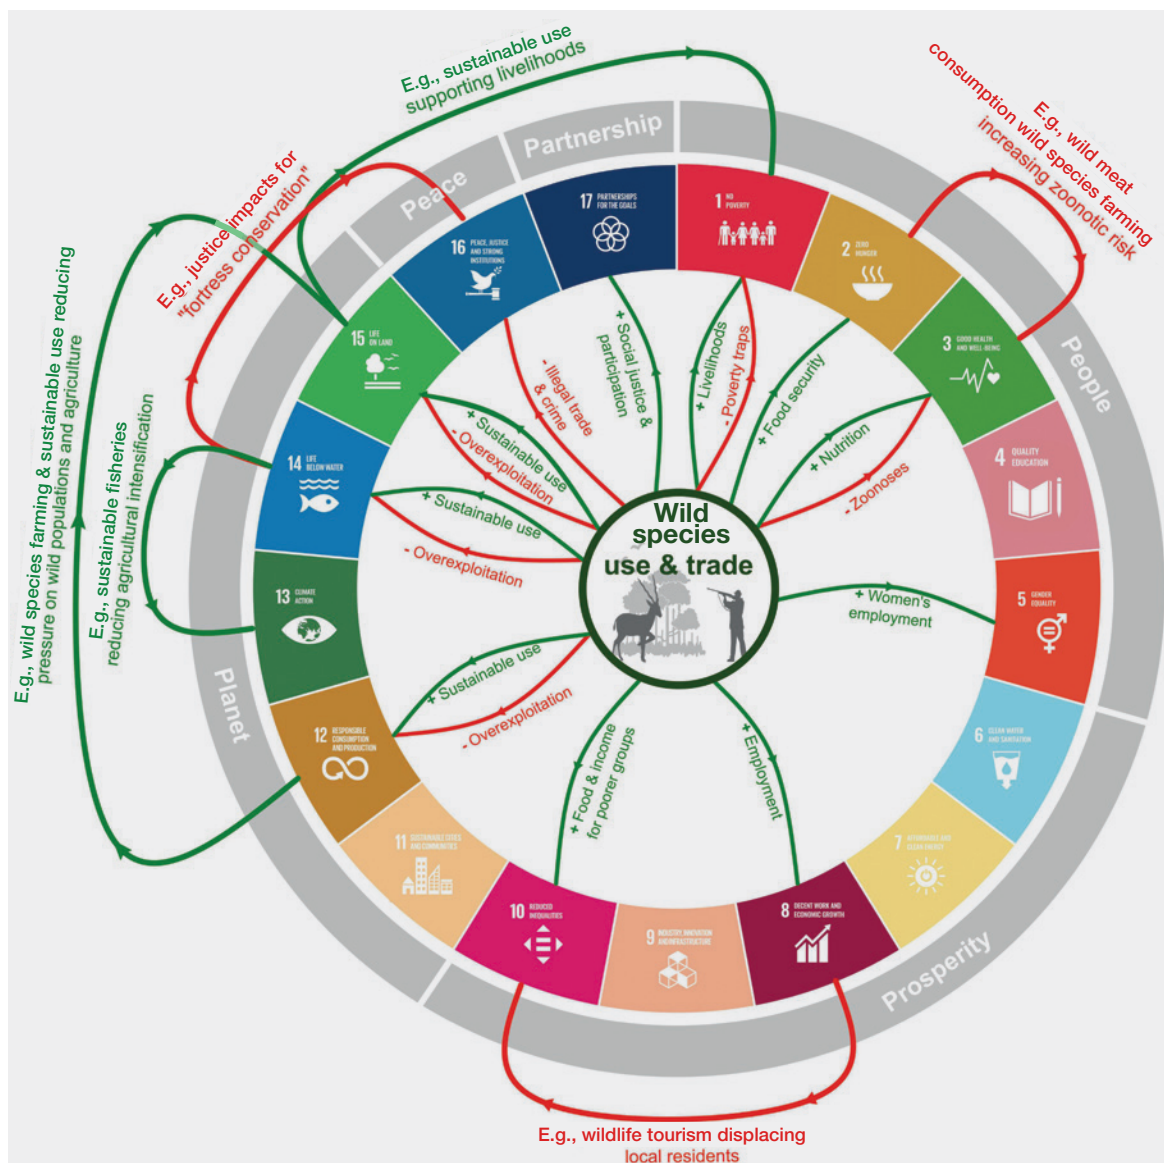 E.g., sustainable use
supporting livelihoods
E.g., wild meat
consumption wild species farming
increasing zoonotic risk
E.g., justice impacts for
"fortress conservation"
E.g., wild species farming & sustainable use reducing
pressure on wild populations and agriculture
E.g., sustainable fisheries
reducing agricultural intensification
E.g., wildlife tourism displacing
local residents
Partnership
Peace
People
Planet
Prosperity
1 NO
POVERTY
2 ZERO
HUNGER
3 GOOD HEALTH
AND WELL-BEING
4 QUALITY
EDUCATION
5 GENDER
EQUALITY
6 CLEAN WATER
AND SANITATION
7 AFFORDABLE AND
CLEAN ENERGY
8 DECENT WORK AND
ECONOMIC GROWTH
9 INDUSTRY, INNOVATION
AND INFRASTRUCTURE
10 REDUCED
INEQUALITIES
11 SUSTAINABLE CITIES
AND COMMUNITIES
12 RESPONSIBLE
CONSUMPTION
AND PRODUCTION
13 CLIMATE
ACTION
14 LIFE
BELOW WATER
15 LIFE
ON LAND
16 PEACE, JUSTICE
AND STRONG
INSTITUTIONS
17 PARTNERSHIPS
FOR THE GOALS
+ Social justice &
participation
+ Livelihoods
- Poverty traps
+ Food security
+ Nutrition
- Zoonoses
+ Women's
employment
+ Employment
+ Food & income
for poorer groups
+ Sustainable use
- Overexploitation
+ Sustainable use
- Overexploitation
+ Sustainable use
- Overexploitation
- Illegal trade
& crime
Wild
species
use & trade